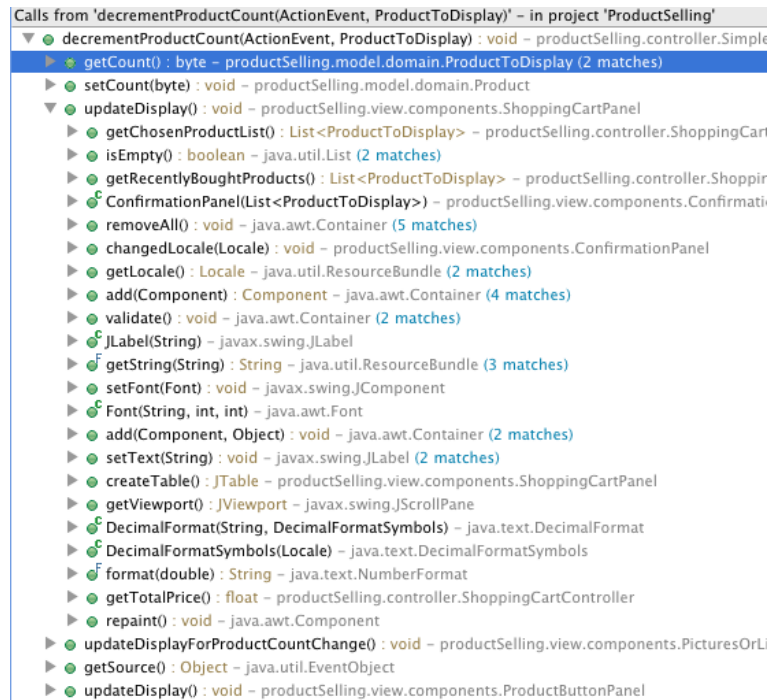 Calls from 'decrementProductCount(ActionEvent, ProductToDisplay)' - in project 'ProductSelling'
decrementProductCount(ActionEvent, ProductToDisplay) : void – productSelling.controller.Simple
getCount() : byte – productSelling.model.domain.ProductToDisplay (2 matches)
setCount(byte) : void – productSelling.model.domain.Product
updateDisplay() : void – productSelling.view.components.ShoppingCartPanel
getChosenProductList() : List<ProductToDisplay> – productSelling.controller.ShoppingCart
isEmpty() : boolean – java.util.List (2 matches)
getRecentlyBoughtProducts() : List<ProductToDisplay> – productSelling.controller.Shoppin
C ConfirmationPanel(List<ProductToDisplay>) – productSelling.view.components.Confirmati
removeAll() : void – java.awt.Container (5 matches)
changedLocale(Locale) : void – productSelling.view.components.ConfirmationPanel
getLocale() : Locale – java.util.ResourceBundle (2 matches)
add(Component) : Component – java.awt.Container (4 matches)
validate() : void – java.awt.Container (2 matches)
C JLabel(String) – javax.swing.JLabel
F getString(String) : String – java.util.ResourceBundle (3 matches)
setFont(Font) : void – javax.swing.JComponent
C Font(String, int, int) – java.awt.Font
add(Component, Object) : void – java.awt.Container (2 matches)
setText(String) : void – javax.swing.JLabel (2 matches)
createTable() : JTable – productSelling.view.components.ShoppingCartPanel
getViewport() : JViewport – javax.swing.JScrollPane
C DecimalFormat(String, DecimalFormatSymbols) – java.text.DecimalFormat
C DecimalFormatSymbols(Locale) – java.text.DecimalFormatSymbols
F format(double) : String – java.text.NumberFormat
getTotalPrice() : float – productSelling.controller.ShoppingCartController
repaint() : void – java.awt.Component
updateDisplayForProductCountChange() : void – productSelling.view.components.PicturesOrLi
getSource() : Object – java.util.EventObject
updateDisplay() : void – productSelling.view.components.ProductButtonPanel